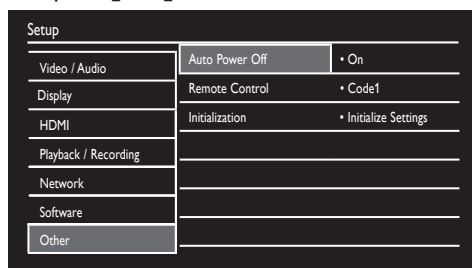 Setup
Video / Audio
Display
HDMI
Playback / Recording
Network
Software
Other
Auto Power Off • On
Remote Control • Code1
Initialization • Initialize Settings